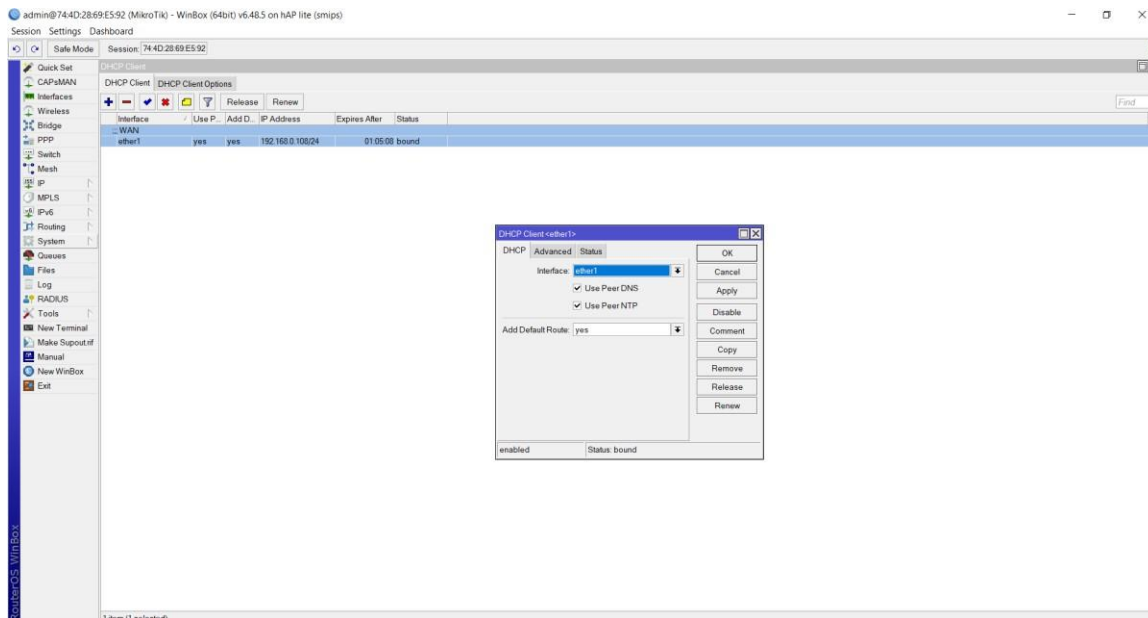 admin@74:4D:28:69:E5:92 (MikroTik) - WinBox (64bit) v6.48.5 on hAP lite (smips)
Session Settings Dashboard
Safe Mode Session: 74:4D:28:69:E5:92
Quick Set
CAPsMAN
Interfaces
Wireless
Bridge
PPP
Switch
Mesh
IP
MPLS
IPv6
Routing
System
Queues
Files
Log
RADIUS
Tools
New Terminal
Make Supout.rif
Manual
New WinBox
Exit
RouterOS WinBox
DHCP Client
DHCP Client DHCP Client Options
Release Renew Find
Interface Use P... Add D... IP Address Expires After Status
::: WAN
ether1 yes yes 192.168.0.108/24 01:05:08 bound
DHCP Client <ether1>
DHCP Advanced Status
Interface: ether1
Use Peer DNS
Use Peer NTP
Add Default Route: yes
OK
Cancel
Apply
Disable
Comment
Copy
Remove
Release
Renew
enabled Status: bound
1 item (1 selected)